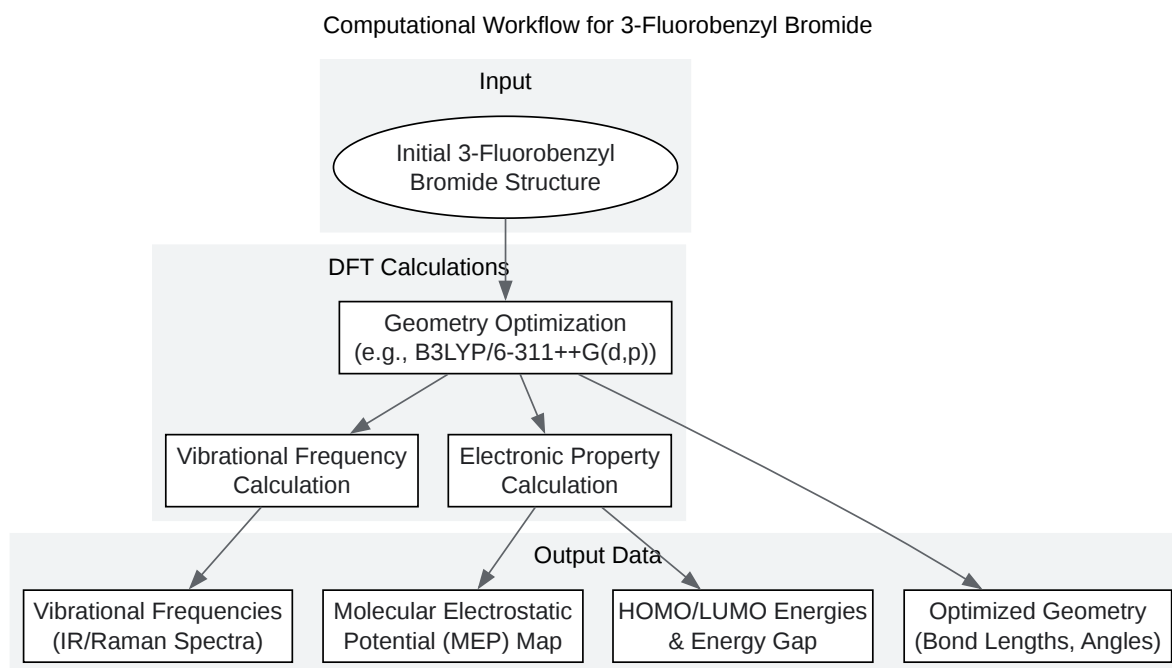 Computational Workflow for 3-Fluorobenzyl Bromide
Input
Initial 3-Fluorobenzyl
Bromide Structure
DFT Calculations
Geometry Optimization
(e.g., B3LYP/6-311++G(d,p))
Vibrational Frequency
Calculation
Electronic Property
Calculation
Output Data
Vibrational Frequencies
(IR/Raman Spectra)
Molecular Electrostatic
Potential (MEP) Map
HOMO/LUMO Energies
& Energy Gap
Optimized Geometry
(Bond Lengths, Angles)